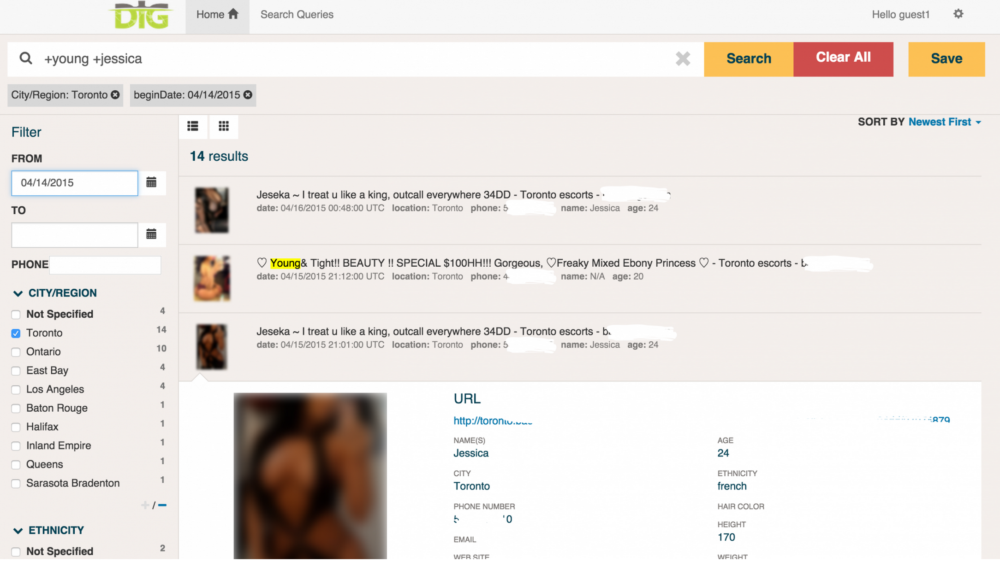 DIG
Home
Search Queries
Hello guest1
+young +jessica
Search
Clear All
Save
City/Region: Toronto
beginDate: 04/14/2015
Filter
FROM
04/14/2015
TO
PHONE
CITY/REGION
Not Specified 4
Toronto 14
Ontario 10
East Bay 4
Los Angeles 4
Baton Rouge 1
Halifax 1
Inland Empire 1
Queens 1
Sarasota Bradenton 1
+ / −
ETHNICITY
Not Specified 2
SORT BY Newest First
14 results
Jeseka ~ I treat u like a king, outcall everywhere 34DD - Toronto escorts -
date: 04/16/2015 00:48:00 UTC location: Toronto phone: 5 name: Jessica age: 24
♡ Young& Tight!! BEAUTY !! SPECIAL $100HH!!! Gorgeous, ♡Freaky Mixed Ebony Princess ♡ - Toronto escorts -
date: 04/15/2015 21:12:00 UTC location: Toronto phone: 4 name: N/A age: 20
Jeseka ~ I treat u like a king, outcall everywhere 34DD - Toronto escorts -
date: 04/15/2015 21:01:00 UTC location: Toronto phone: 5 name: Jessica age: 24
URL
http://toronto. 879
NAME(S)
Jessica
AGE
24
CITY
Toronto
ETHNICITY
french
PHONE NUMBER
5 0
HAIR COLOR
HEIGHT
170
EMAIL
WEB SITE
WEIGHT